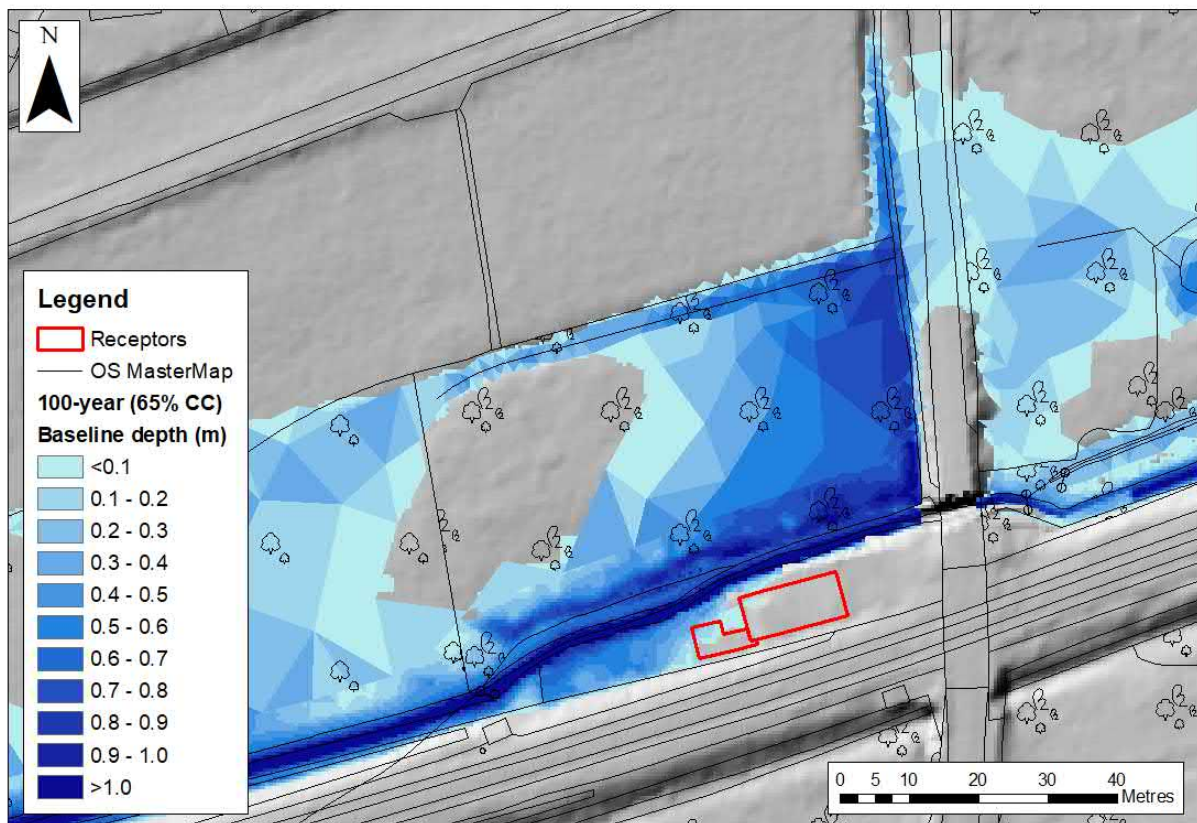 N
Legend
Receptors
OS MasterMap
100-year (65% CC)
Baseline depth (m)
<0.1
0.1 - 0.2
0.2 - 0.3
0.3 - 0.4
0.4 - 0.5
0.5 - 0.6
0.6 - 0.7
0.7 - 0.8
0.8 - 0.9
0.9 - 1.0
>1.0
0 5 10 20 30 40
Metres